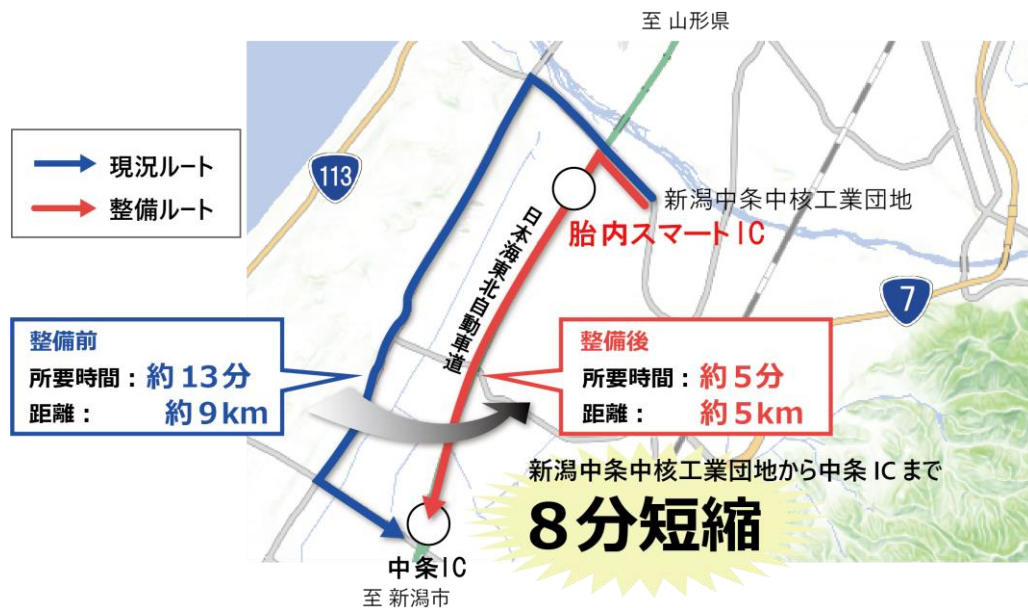 至 山形県
113
現況ルート
整備ルート
新潟中条中核工業団地
胎内スマートIC
日本海東北自動車道
7
整備前
所要時間：約13分
距離：約9km
整備後
所要時間：約5分
距離：約5km
新潟中条中核工業団地から中条ICまで
8分短縮
中条IC
至 新潟市